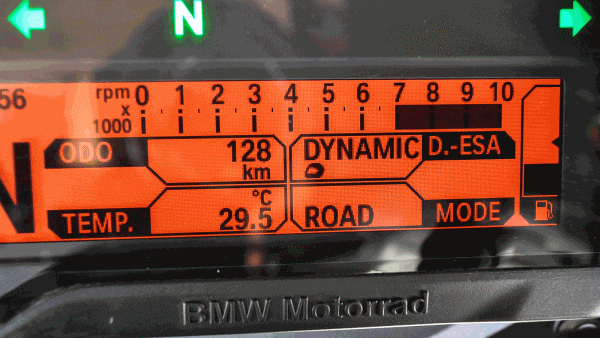 N
56
rpm 0 1 2 3 4 5 6 7 8 9 10
x
1000
ODO 128 DYNAMIC D.-ESA
km
°C
TEMP. 29.5 ROAD MODE
N
BMW Motorrad